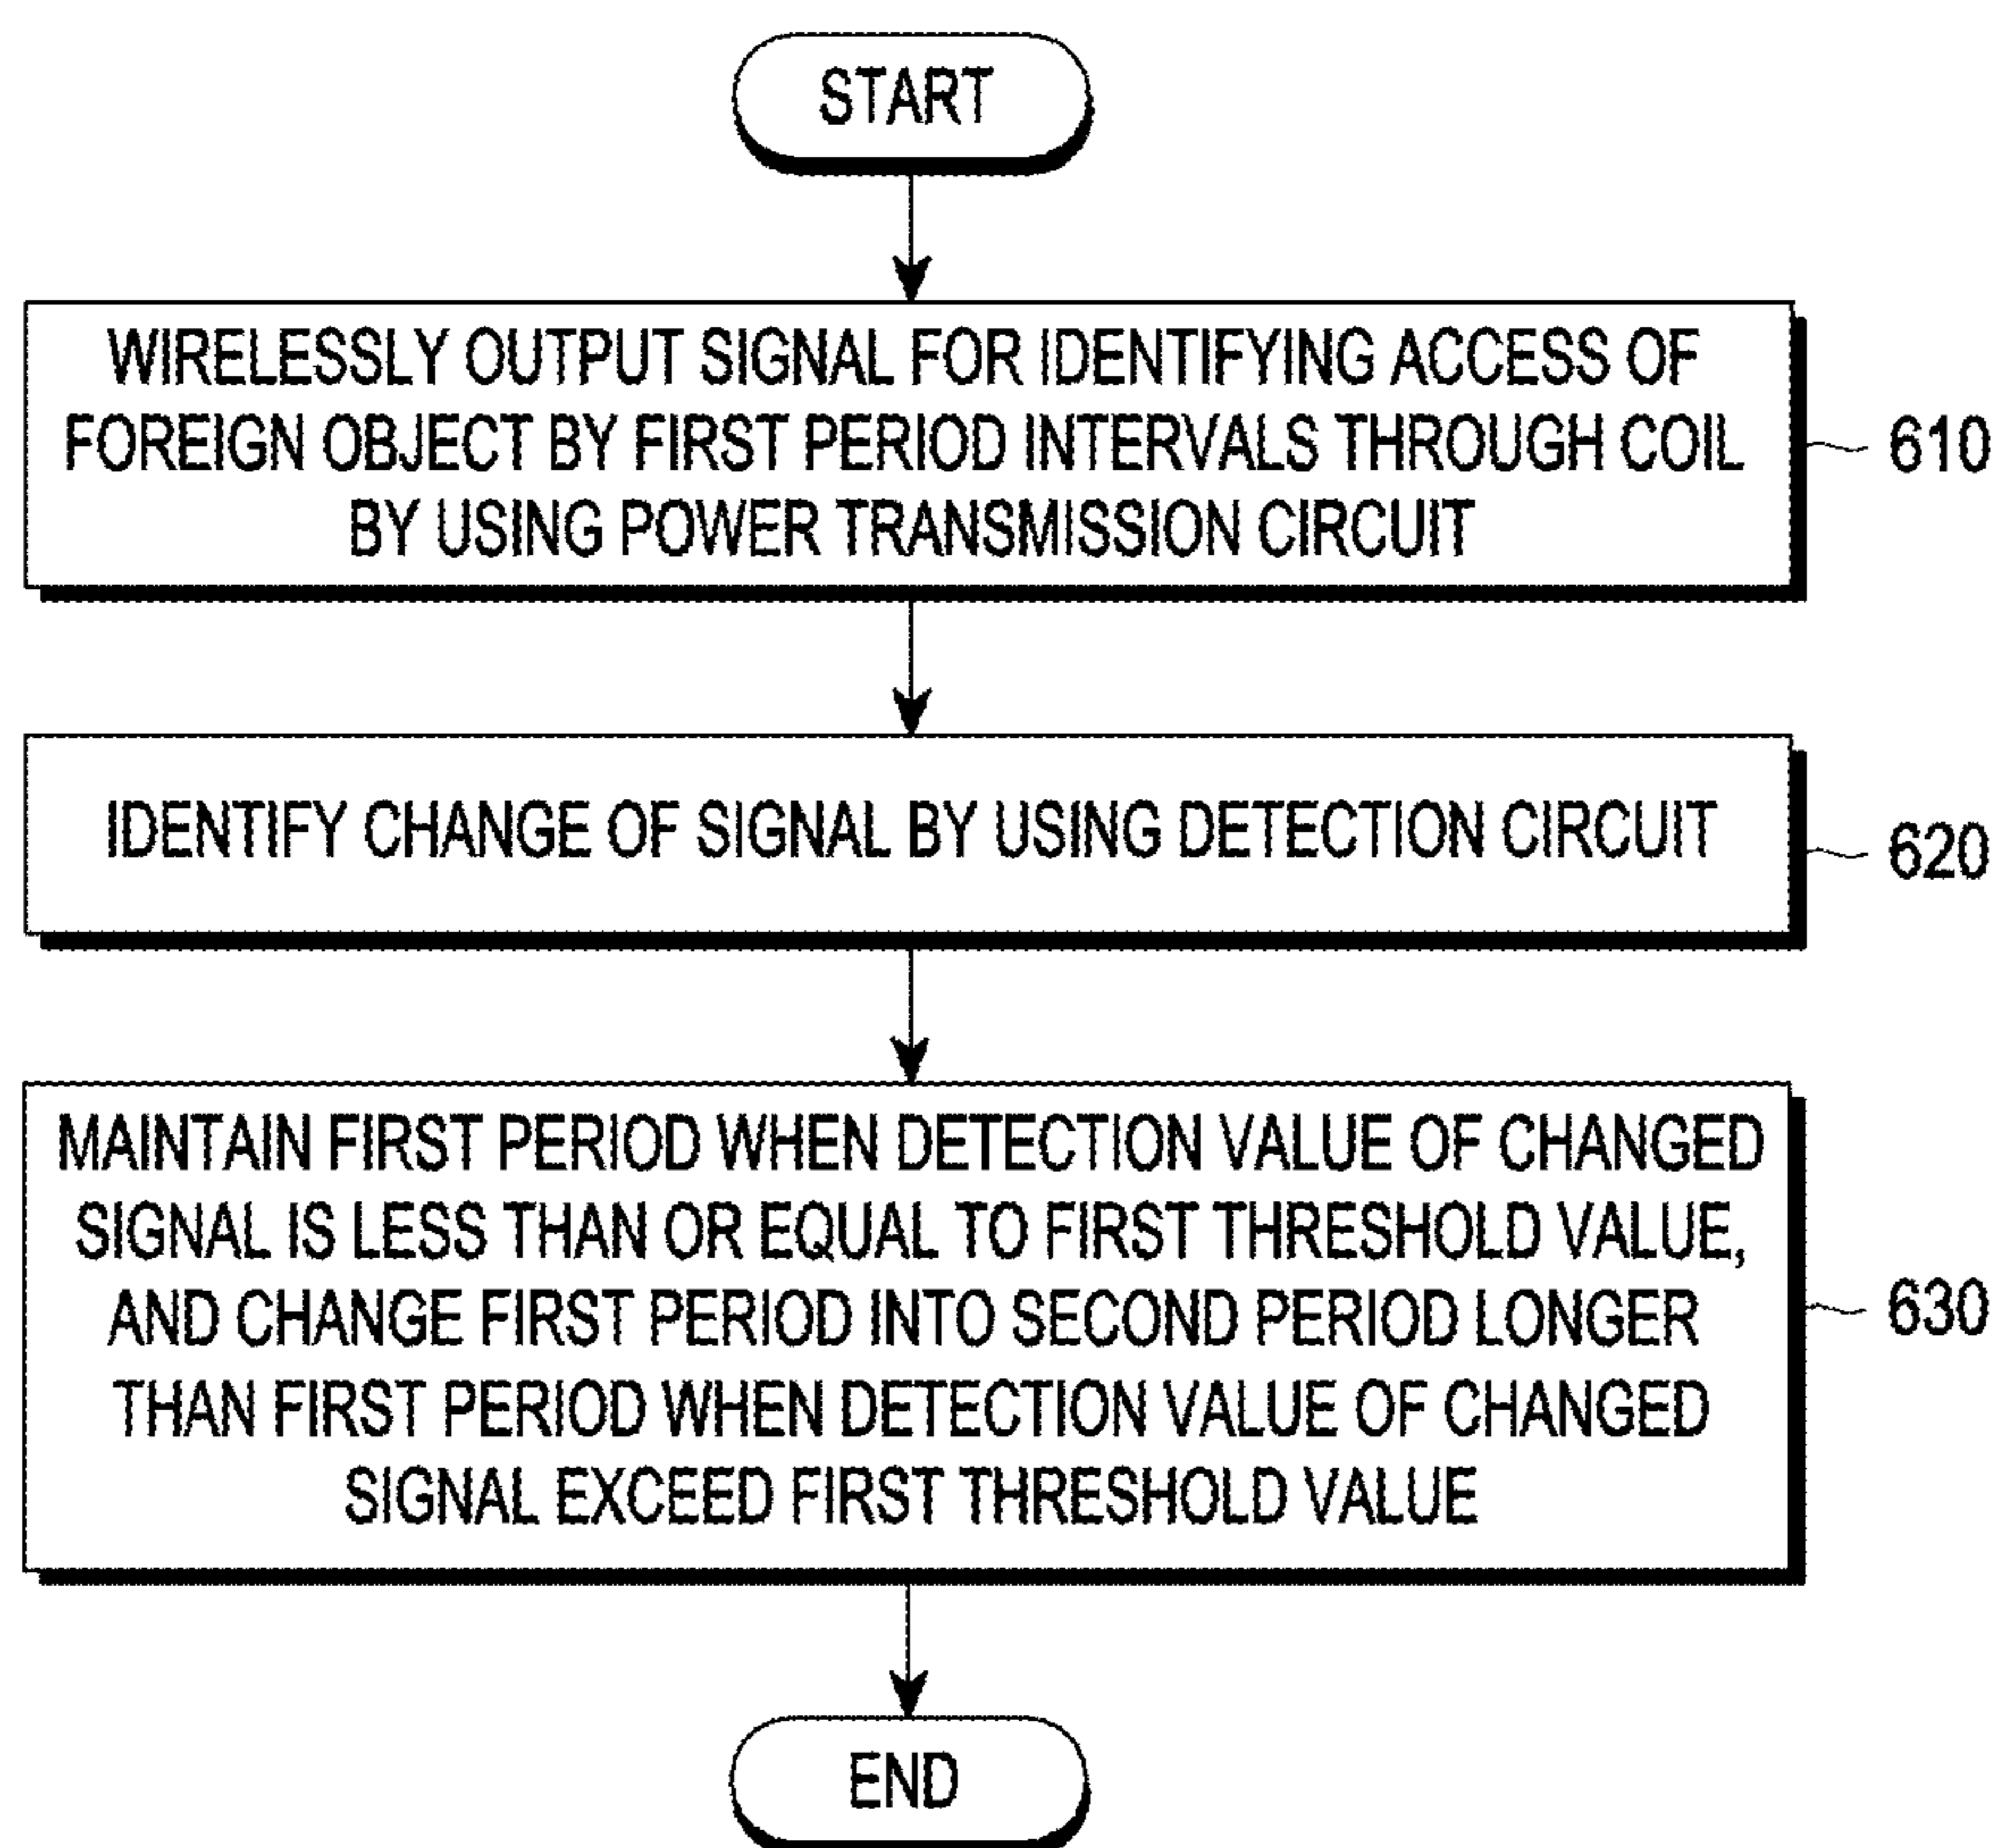 START
WIRELESSLY OUTPUT SIGNAL FOR IDENTIFYING ACCESS OF
FOREIGN OBJECT BY FIRST PERIOD INTERVALS THROUGH COIL
BY USING POWER TRANSMISSION CIRCUIT
610
IDENTIFY CHANGE OF SIGNAL BY USING DETECTION CIRCUIT
620
MAINTAIN FIRST PERIOD WHEN DETECTION VALUE OF CHANGED
SIGNAL IS LESS THAN OR EQUAL TO FIRST THRESHOLD VALUE,
AND CHANGE FIRST PERIOD INTO SECOND PERIOD LONGER
THAN FIRST PERIOD WHEN DETECTION VALUE OF CHANGED
SIGNAL EXCEED FIRST THRESHOLD VALUE
630
END